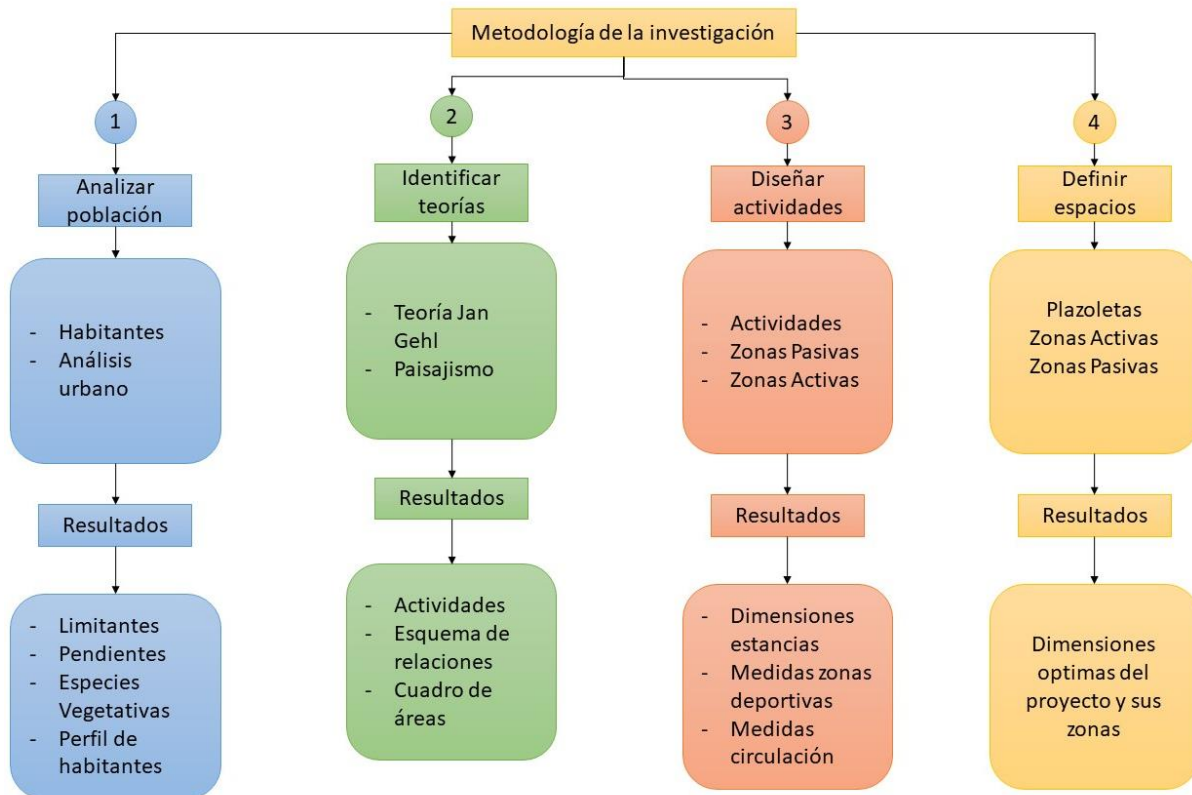 Metodología de la investigación
1
Analizar
población
- Habitantes
- Análisis
urbano
Resultados
- Limitantes
- Pendientes
- Especies
Vegetativas
- Perfil de
habitantes
2
Identificar
teorías
- Teoría Jan
Gehl
- Paisajismo
Resultados
- Actividades
- Esquema de
relaciones
- Cuadro de
áreas
3
Diseñar
actividades
- Actividades
- Zonas Pasivas
- Zonas Activas
Resultados
- Dimensiones
estancias
- Medidas zonas
deportivas
- Medidas
circulación
4
Definir
espacios
Plazoletas
Zonas Activas
Zonas Pasivas
Resultados
Dimensiones
optimas del
proyecto y sus
zonas